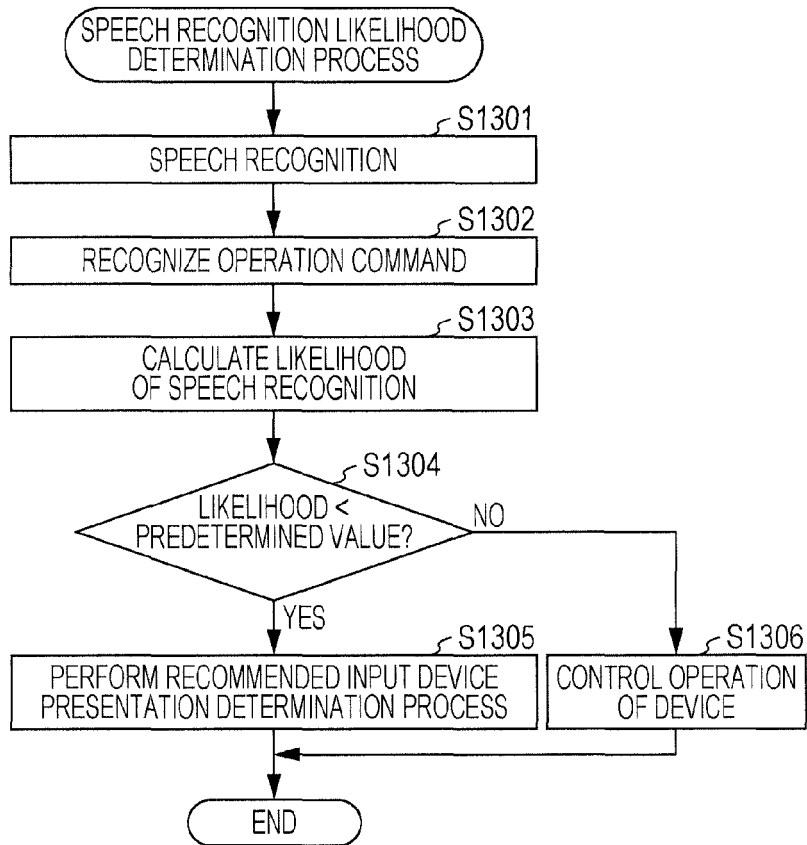 SPEECH RECOGNITION LIKELIHOOD
DETERMINATION PROCESS
S1301
SPEECH RECOGNITION
S1302
RECOGNIZE OPERATION COMMAND
S1303
CALCULATE LIKELIHOOD
OF SPEECH RECOGNITION
S1304
LIKELIHOOD <
PREDETERMINED VALUE?
NO
YES
S1305
PERFORM RECOMMENDED INPUT DEVICE
PRESENTATION DETERMINATION PROCESS
S1306
CONTROL OPERATION
OF DEVICE
END